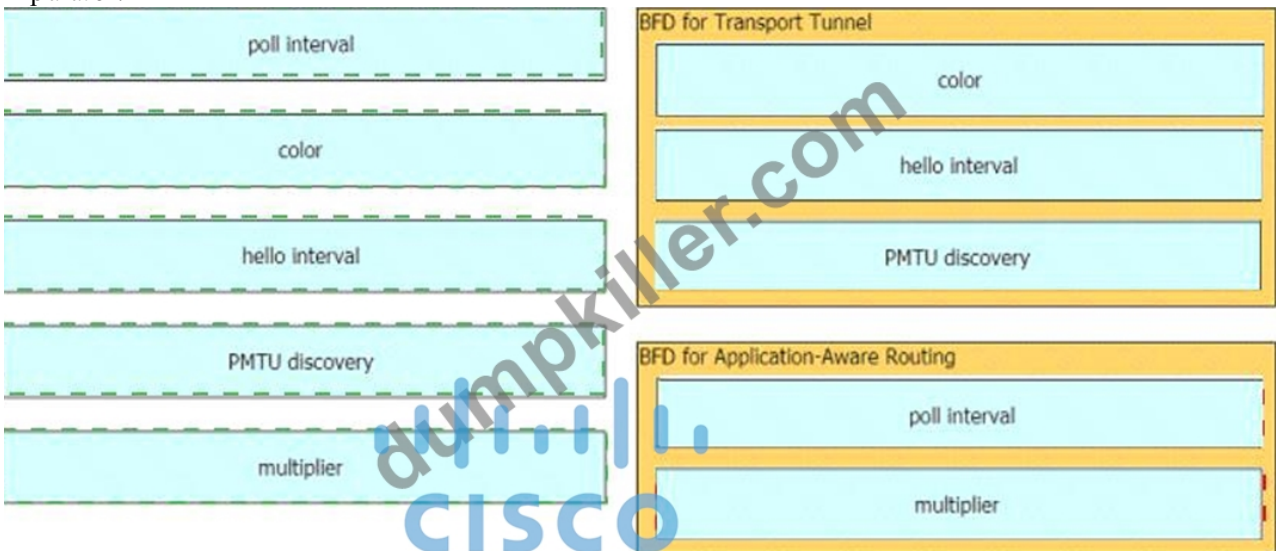 poll interval
color
hello interval
PMTU discovery
multiplier
BFD for Transport Tunnel
color
hello interval
PMTU discovery
BFD for Application-Aware Routing
poll interval
multiplier
dumpkiller.com
CISCO